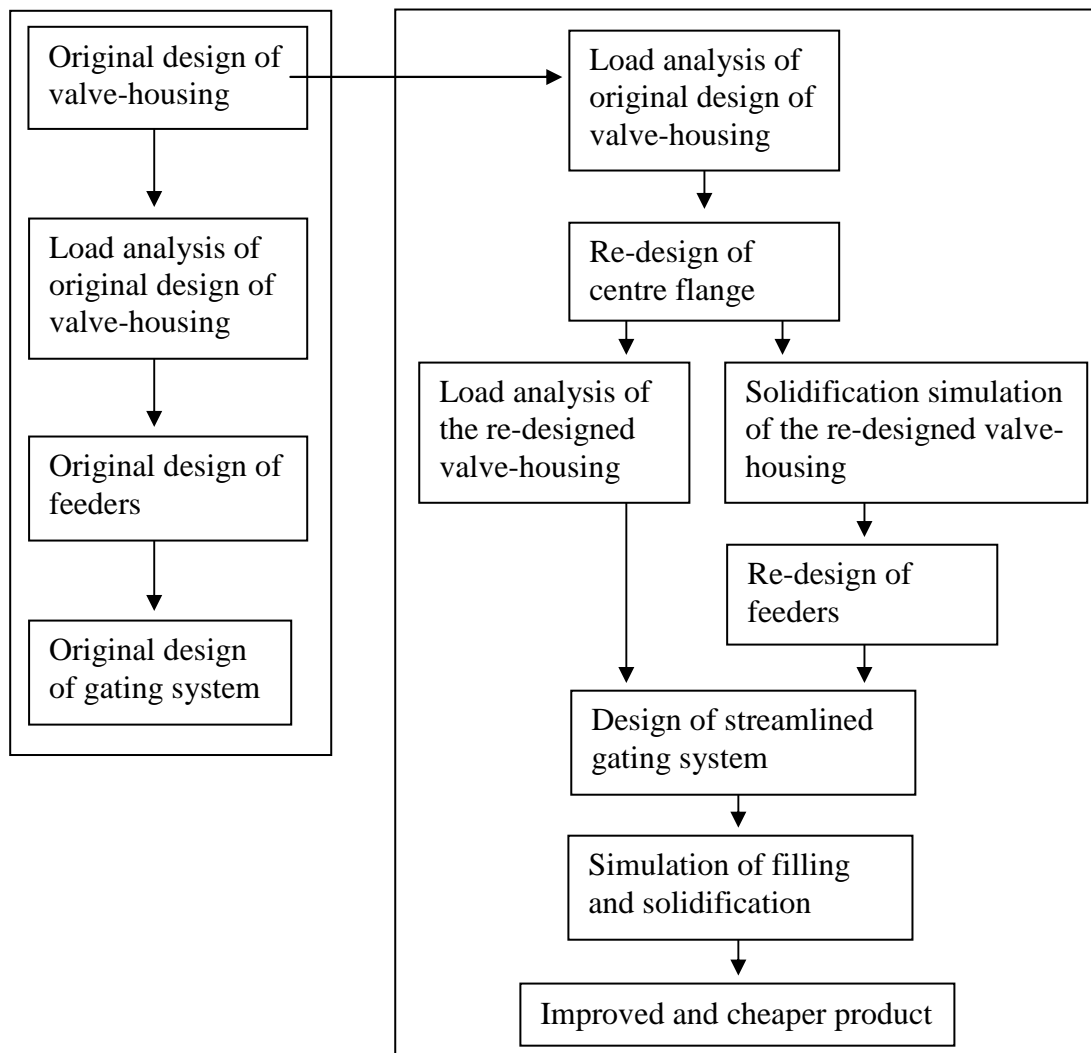 Original design of
valve-housing
Load analysis of
original design of
valve-housing
Original design of
feeders
Original design
of gating system
Load analysis of
original design of
valve-housing
Re-design of
centre flange
Load analysis of
the re-designed
valve-housing
Solidification simulation
of the re-designed valve-
housing
Re-design of
feeders
Design of streamlined
gating system
Simulation of filling
and solidification
Improved and cheaper product